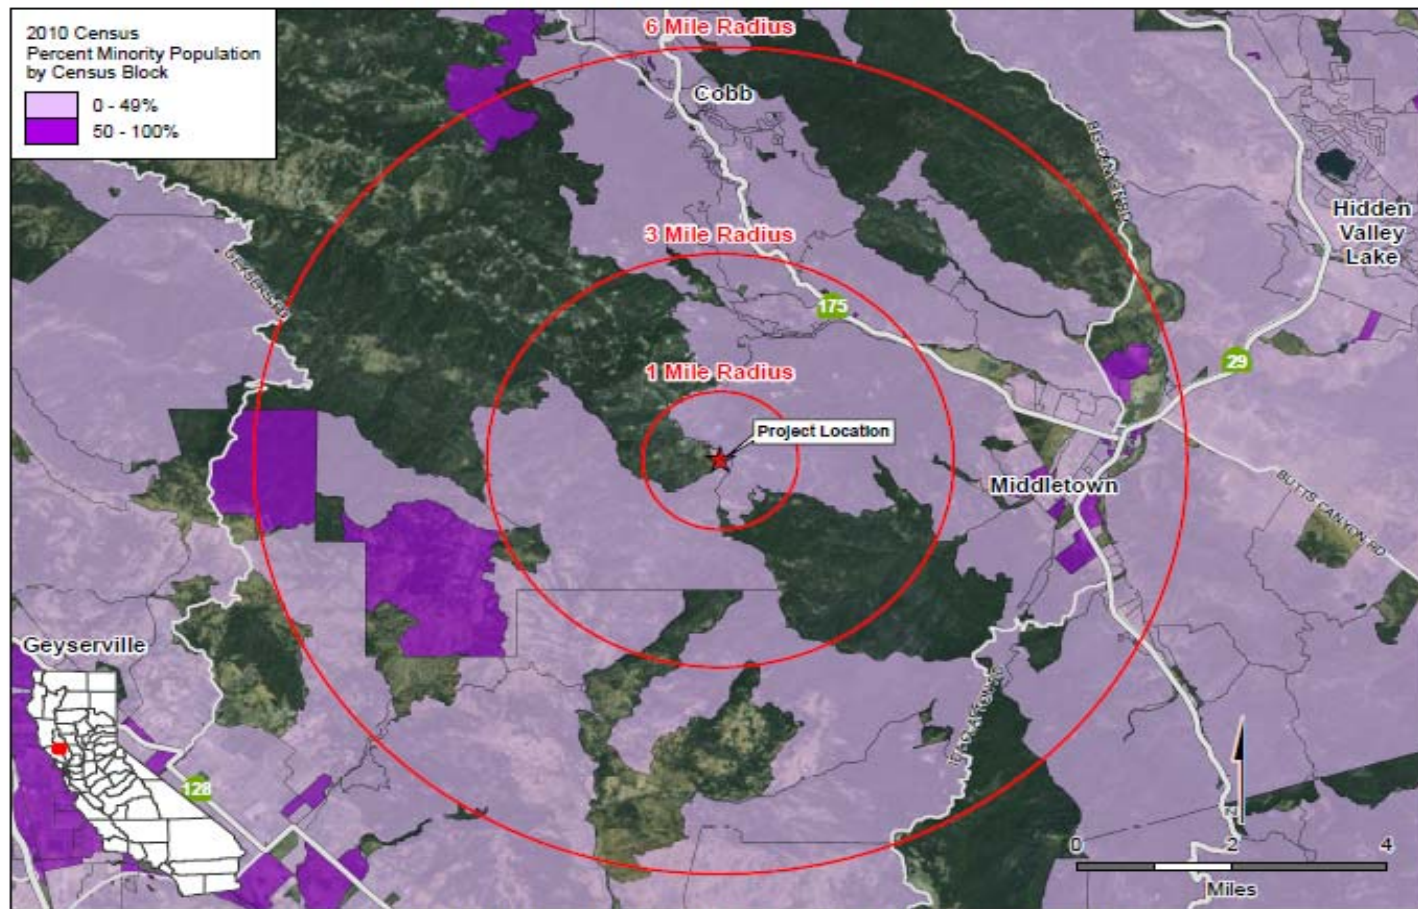 2010 Census
Percent Minority Population
by Census Block
0 - 49%
50 - 100%
6 Mile Radius
Cobb
Hidden
Valley
Lake
3 Mile Radius
175
29
1 Mile Radius
Project Location
Middletown
BUTTS CANYON RD
Geyserville
128
0 2 4
Miles